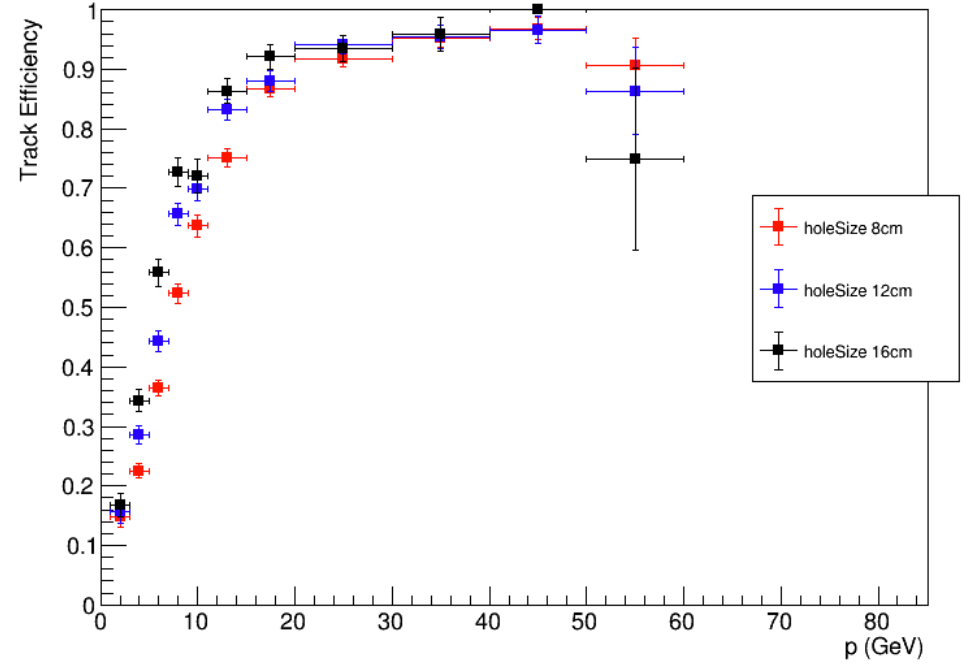 Track Efficiency
1
0.9
0.8
0.7
0.6
0.5
0.4
0.3
0.2
0.1
0
0 10 20 30 40 50 60 70 80
p (GeV)
holeSize 8cm
holeSize 12cm
holeSize 16cm